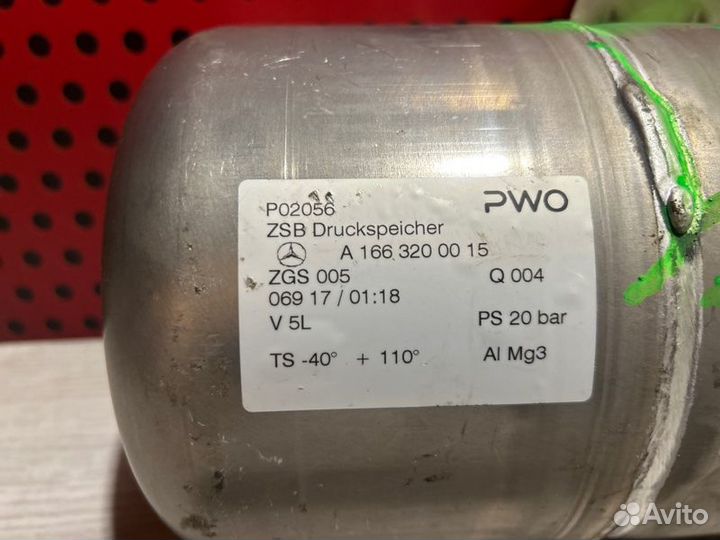 P02056
PWO
ZSB Druckspeicher
A 166 320 00 15
ZGS 005 Q 004
069 17 / 01:18
V 5L PS 20 bar
TS -40° + 110° Al Mg3
Avito